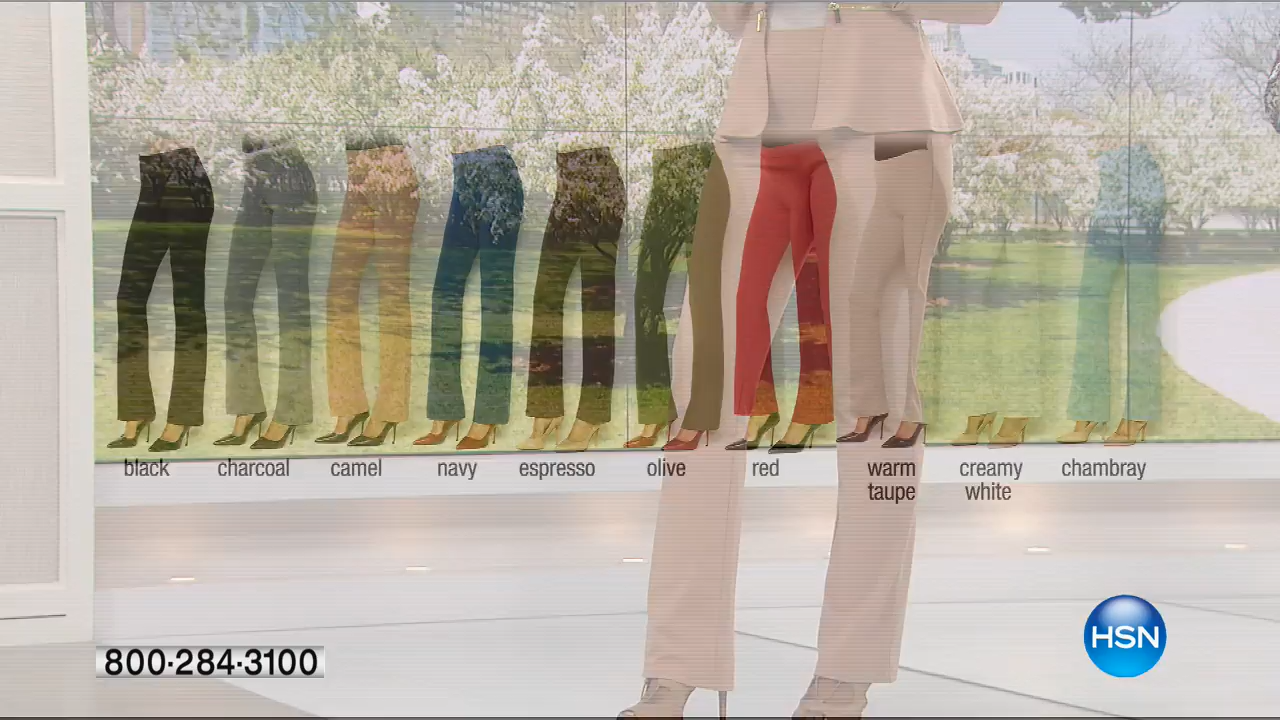 black charcoal camel navy espresso olive red warm taupe creamy white chambray
800·284·3100
HSN